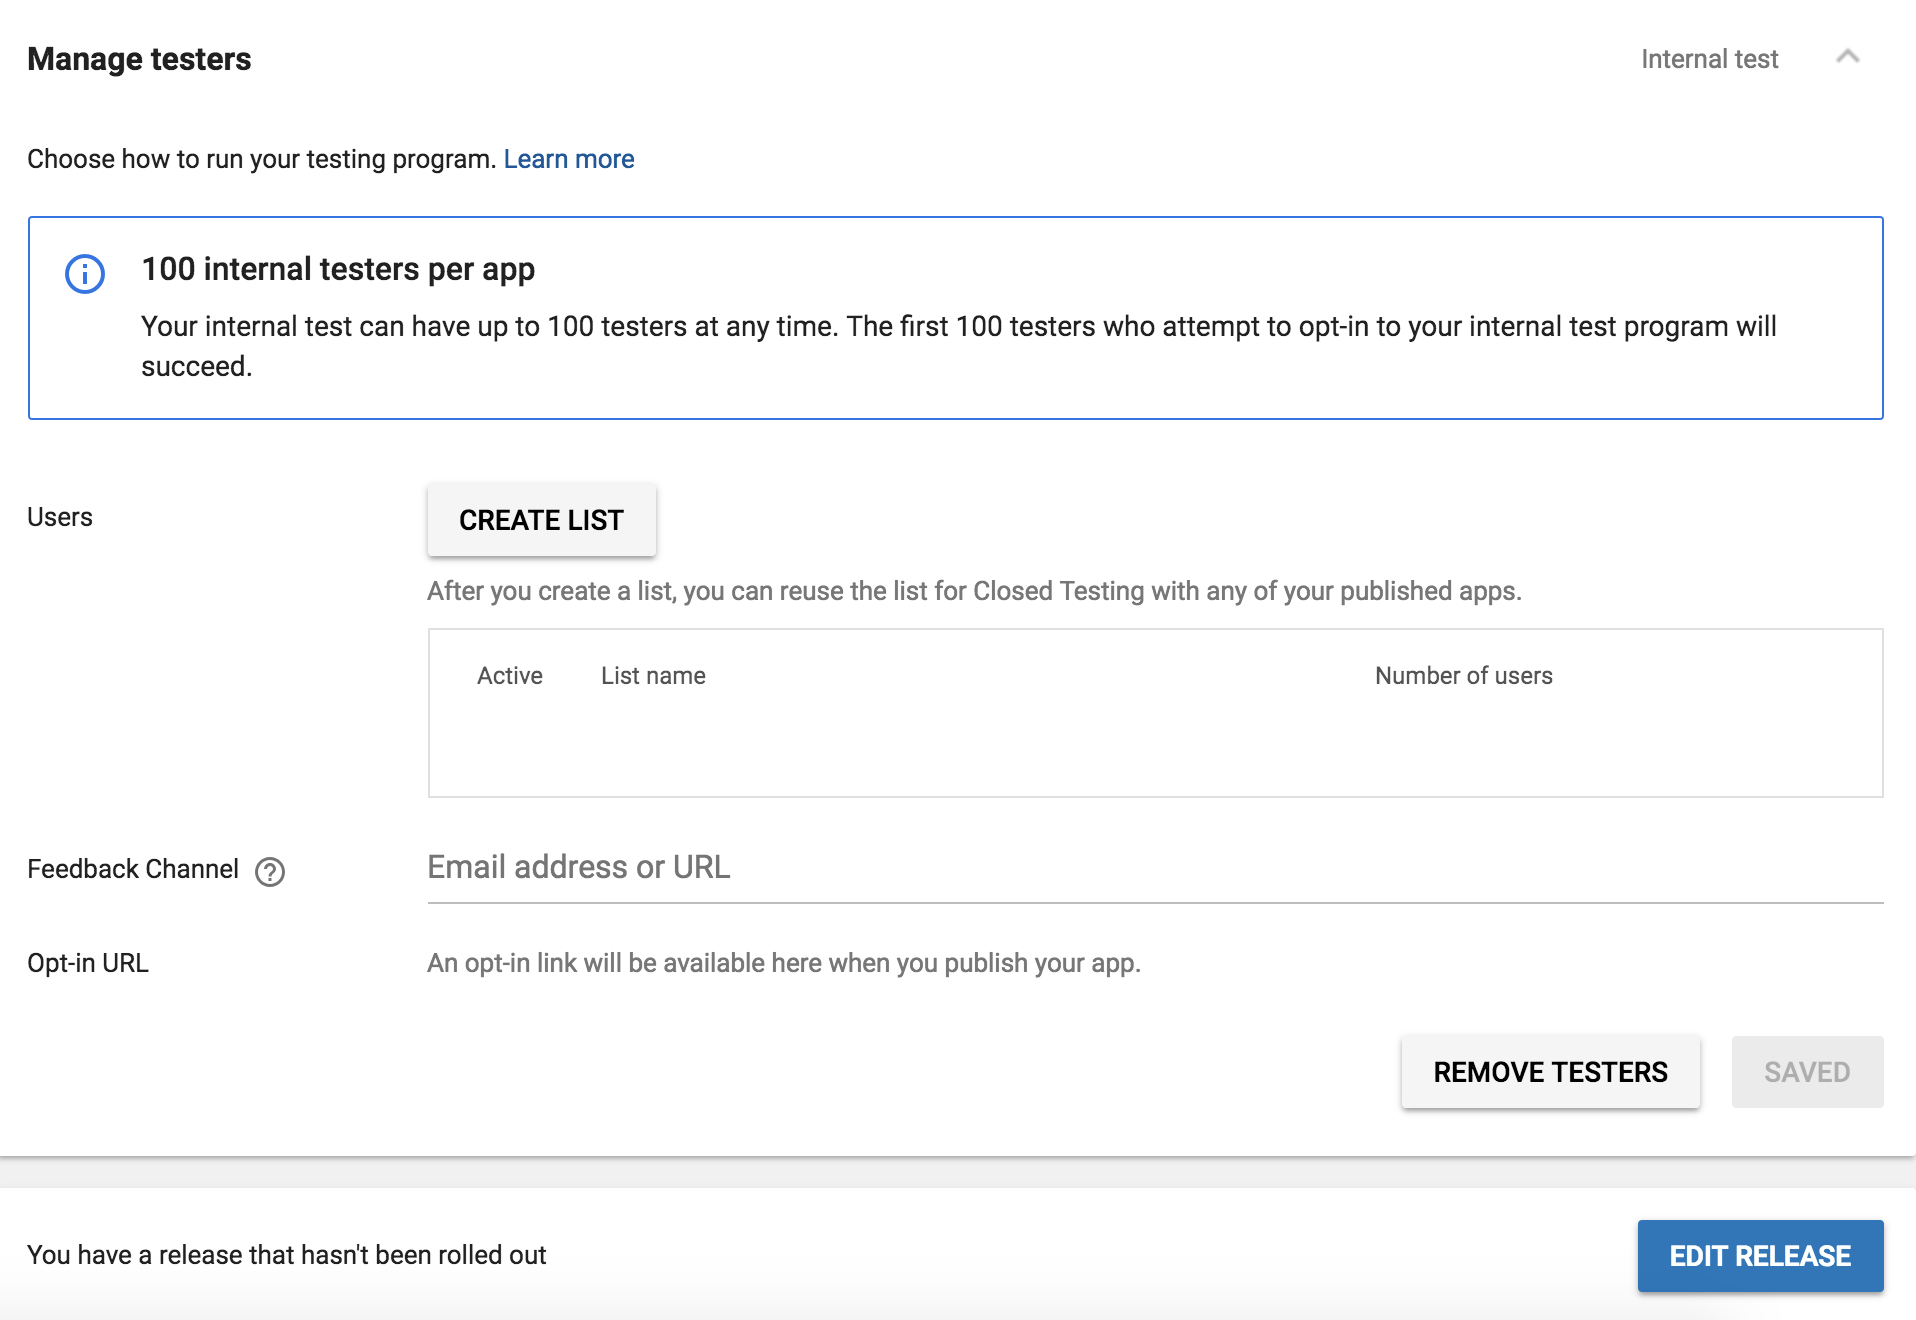 Manage testers
Internal test
Choose how to run your testing program. Learn more
100 internal testers per app
Your internal test can have up to 100 testers at any time. The first 100 testers who attempt to opt-in to your internal test program will
succeed.
Users
CREATE LIST
After you create a list, you can reuse the list for Closed Testing with any of your published apps.
Active List name Number of users
Feedback Channel
Email address or URL
Opt-in URL
An opt-in link will be available here when you publish your app.
REMOVE TESTERS
SAVED
You have a release that hasn't been rolled out
EDIT RELEASE